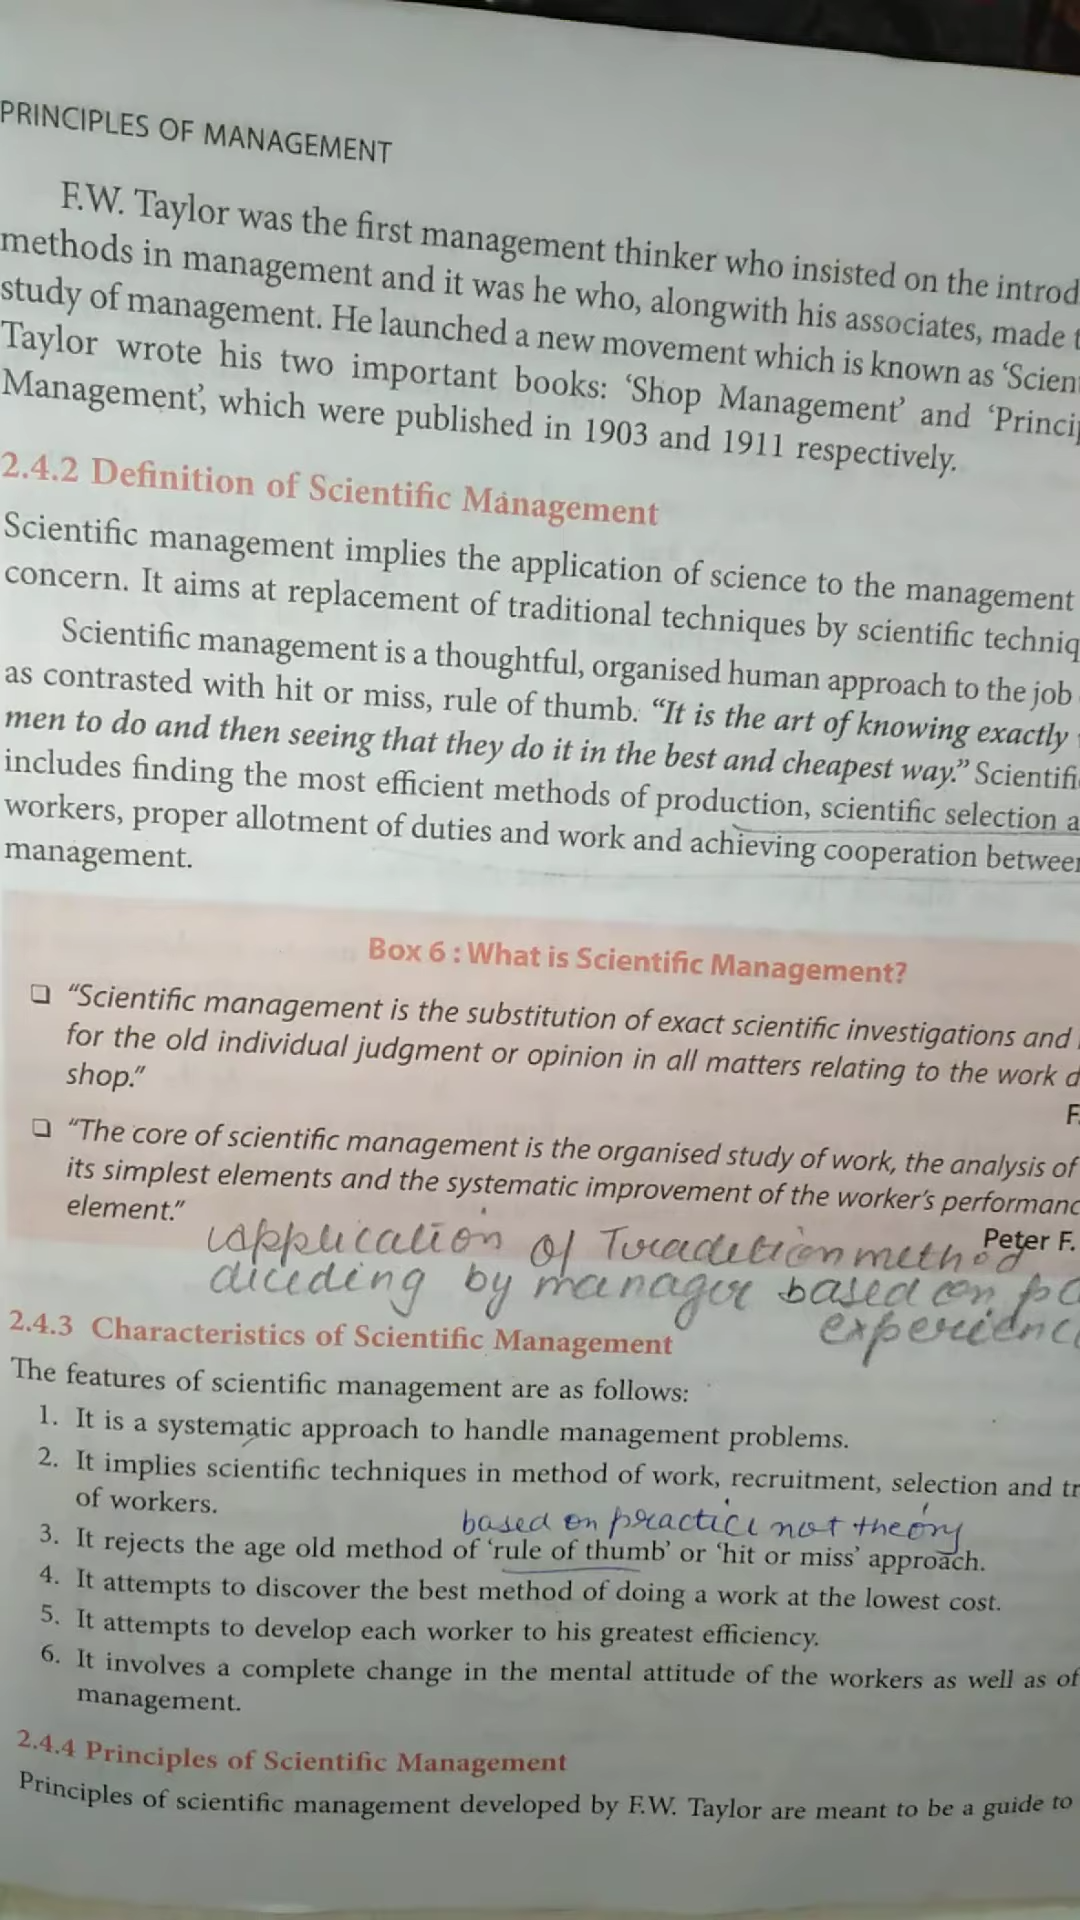 PRINCIPLES OF MANAGEMENT
F.W. Taylor was the first management thinker who insisted on the introd
methods in management and it was he who, alongwith his associates, made t
study of management. He launched a new movement which is known as ‘Scien
Taylor wrote his two important books: ‘Shop Management’ and ‘Princip
Management’, which were published in 1903 and 1911 respectively.
2.4.2 Definition of Scientific Management
Scientific management implies the application of science to the management
concern. It aims at replacement of traditional techniques by scientific techniq
Scientific management is a thoughtful, organised human approach to the job
as contrasted with hit or miss, rule of thumb. “It is the art of knowing exactly
men to do and then seeing that they do it in the best and cheapest way.” Scientific
includes finding the most efficient methods of production, scientific selection a
workers, proper allotment of duties and work and achieving cooperation between
management.
Box 6 : What is Scientific Management?
❑ “Scientific management is the substitution of exact scientific investigations and
for the old individual judgment or opinion in all matters relating to the work d
shop.”
F.
❑ “The core of scientific management is the organised study of work, the analysis of
its simplest elements and the systematic improvement of the worker’s performanc
element.”
Peter F.
application of Tradition method
diceding by manager based on
experienc
2.4.3 Characteristics of Scientific Management
The features of scientific management are as follows:
1. It is a systematic approach to handle management problems.
2. It implies scientific techniques in method of work, recruitment, selection and tr
of workers.
based on practice not theory
3. It rejects the age old method of ‘rule of thumb’ or ‘hit or miss’ approach.
4. It attempts to discover the best method of doing a work at the lowest cost.
5. It attempts to develop each worker to his greatest efficiency.
6. It involves a complete change in the mental attitude of the workers as well as of
management.
2.4.4 Principles of Scientific Management
Principles of scientific management developed by F.W. Taylor are meant to be a guide to